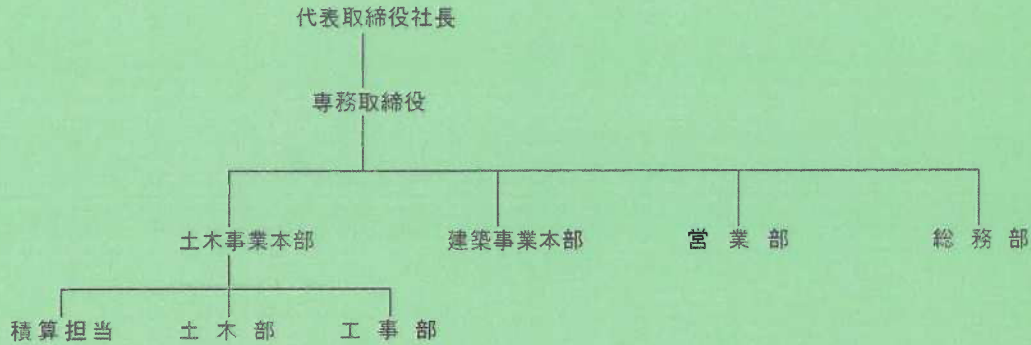 代表取締役社長
専務取締役
土木事業本部 建築事業本部 営業部 総務部
積算担当 土木部 工事部